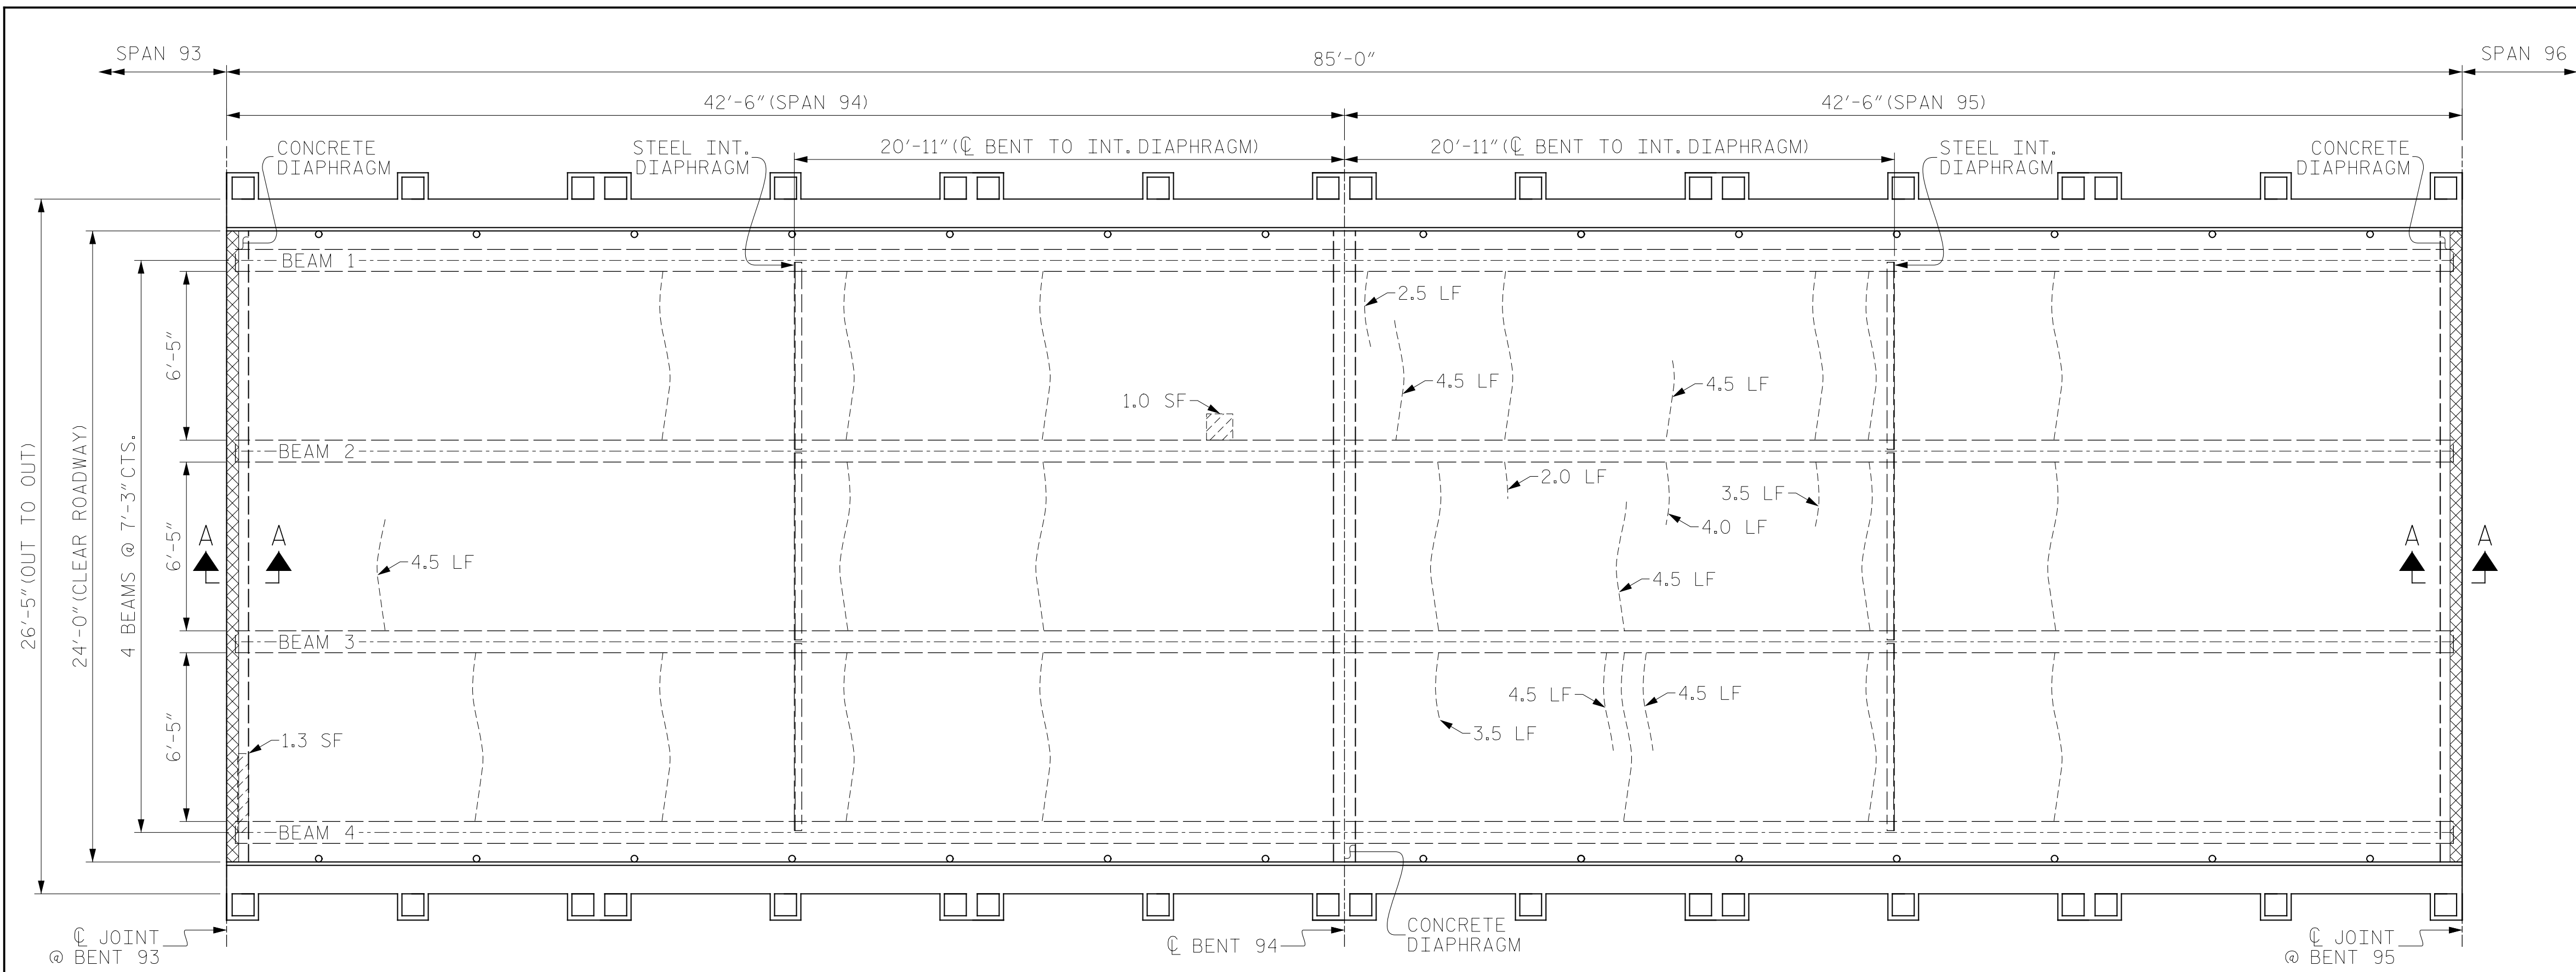 SPAN 93
85'-0"
SPAN 96
42'-6" (SPAN 94)
42'-6" (SPAN 95)
CONCRETE
DIAPHRAGM
STEEL INT.
DIAPHRAGM
20'-11" (℄ BENT TO INT. DIAPHRAGM)
20'-11" (℄ BENT TO INT. DIAPHRAGM)
STEEL INT.
DIAPHRAGM
CONCRETE
DIAPHRAGM
26'-5" (OUT TO OUT)
24'-0" (CLEAR ROADWAY)
4 BEAMS @ 7'-3" CTS.
6'-5"
6'-5"
6'-5"
BEAM 1
2.5 LF
4.5 LF
4.5 LF
1.0 SF
BEAM 2
2.0 LF
3.5 LF
4.0 LF
A
A
A
A
4.5 LF
4.5 LF
BEAM 3
4.5 LF
4.5 LF
3.5 LF
1.3 SF
BEAM 4
℄ JOINT
@ BENT 93
℄ BENT 94
CONCRETE
DIAPHRAGM
℄ JOINT
@ BENT 95